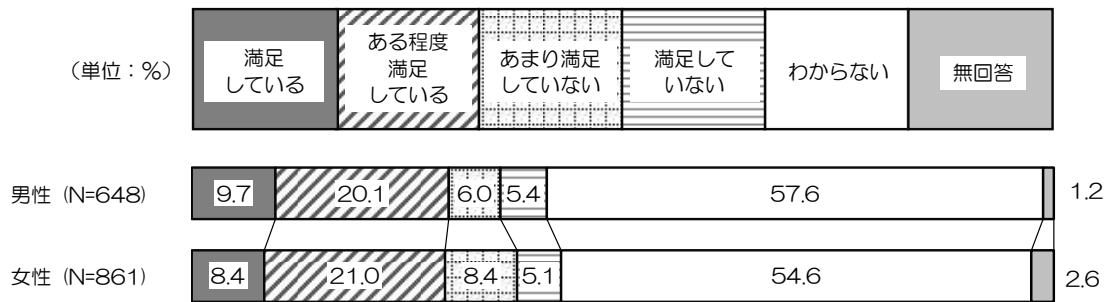 （単位：%）
満足
している
ある程度
満足
している
あまり満足
していない
満足して
いない
わからない
無回答
男性 (N=648)
9.7
20.1
6.0
5.4
57.6
1.2
女性 (N=861)
8.4
21.0
8.4
5.1
54.6
2.6